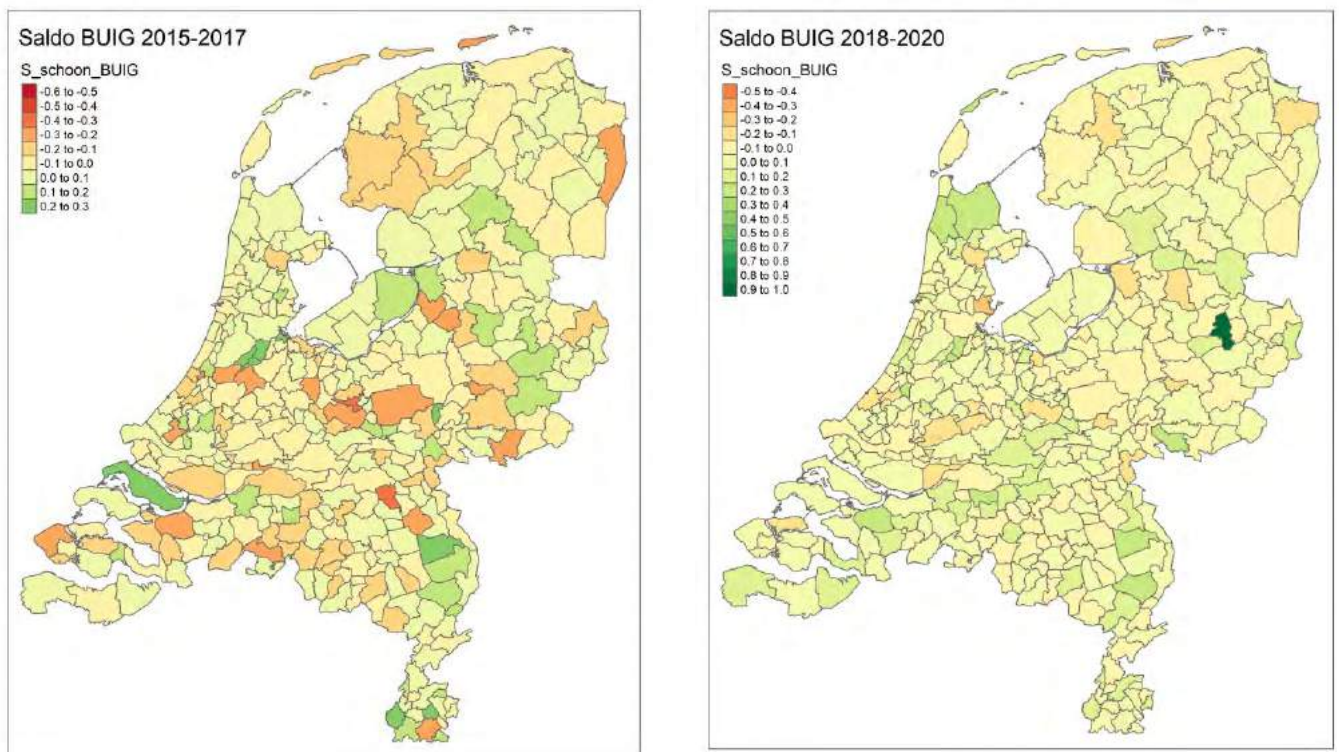 Saldo BUIG 2015-2017
S_schoon_BUIG
-0.6 to -0.5
-0.5 to -0.4
-0.4 to -0.3
-0.3 to -0.2
-0.2 to -0.1
-0.1 to 0.0
0.0 to 0.1
0.1 to 0.2
0.2 to 0.3
Saldo BUIG 2018-2020
S_schoon_BUIG
-0.5 to -0.4
-0.4 to -0.3
-0.3 to -0.2
-0.2 to -0.1
-0.1 to 0.0
0.0 to 0.1
0.1 to 0.2
0.2 to 0.3
0.3 to 0.4
0.4 to 0.5
0.5 to 0.6
0.6 to 0.7
0.7 to 0.8
0.8 to 0.9
0.9 to 1.0